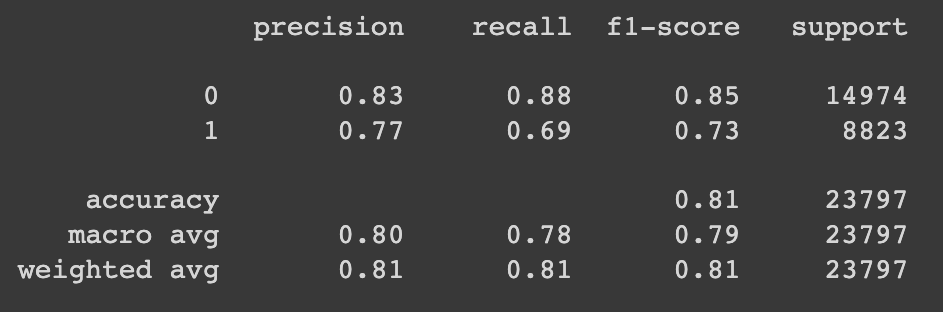 precision recall f1-score support
0 0.83 0.88 0.85 14974
1 0.77 0.69 0.73 8823
accuracy 0.81 23797
macro avg 0.80 0.78 0.79 23797
weighted avg 0.81 0.81 0.81 23797